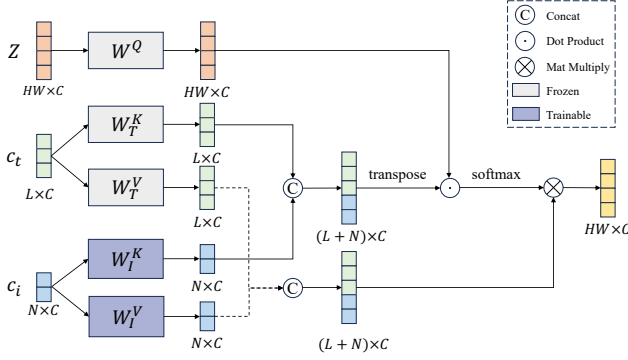 Z
W^Q
HW×C
HW×C
Concat
Dot Product
Mat Multiply
Frozen
Trainable
c_t
W_T^K
L×C
W_T^V
L×C
L×C
C
transpose
softmax
(L + N)×C
HW×C
c_i
W_I^K
N×C
W_I^V
N×C
N×C
C
(L + N)×C
C